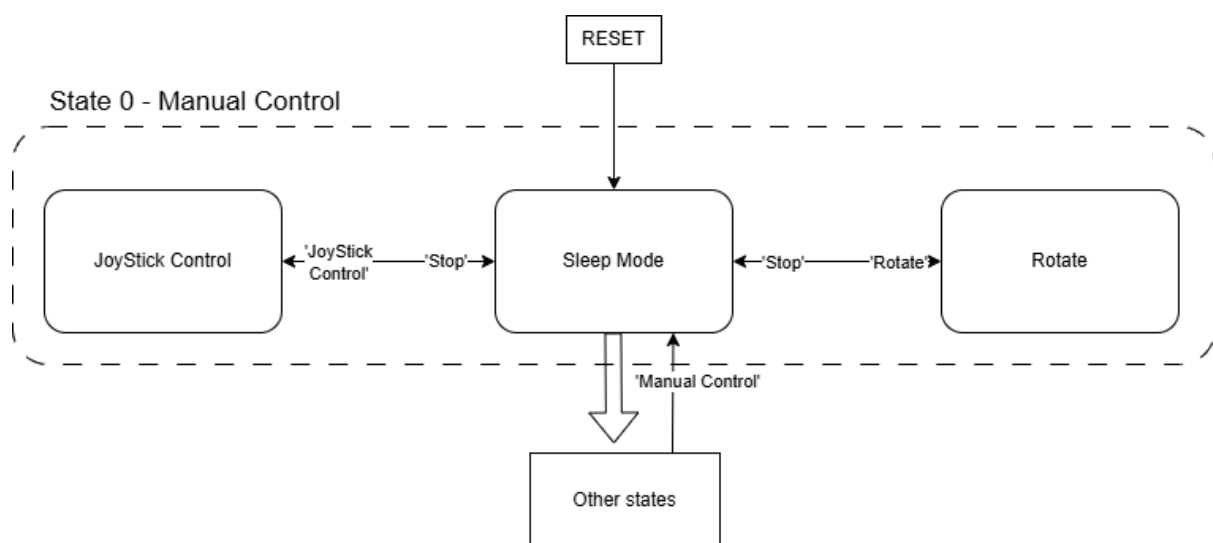 RESET
State 0 - Manual Control
JoyStick Control
'JoyStick
Control'
'Stop'
Sleep Mode
'Stop'
'Rotate'
Rotate
'Manual Control'
Other states